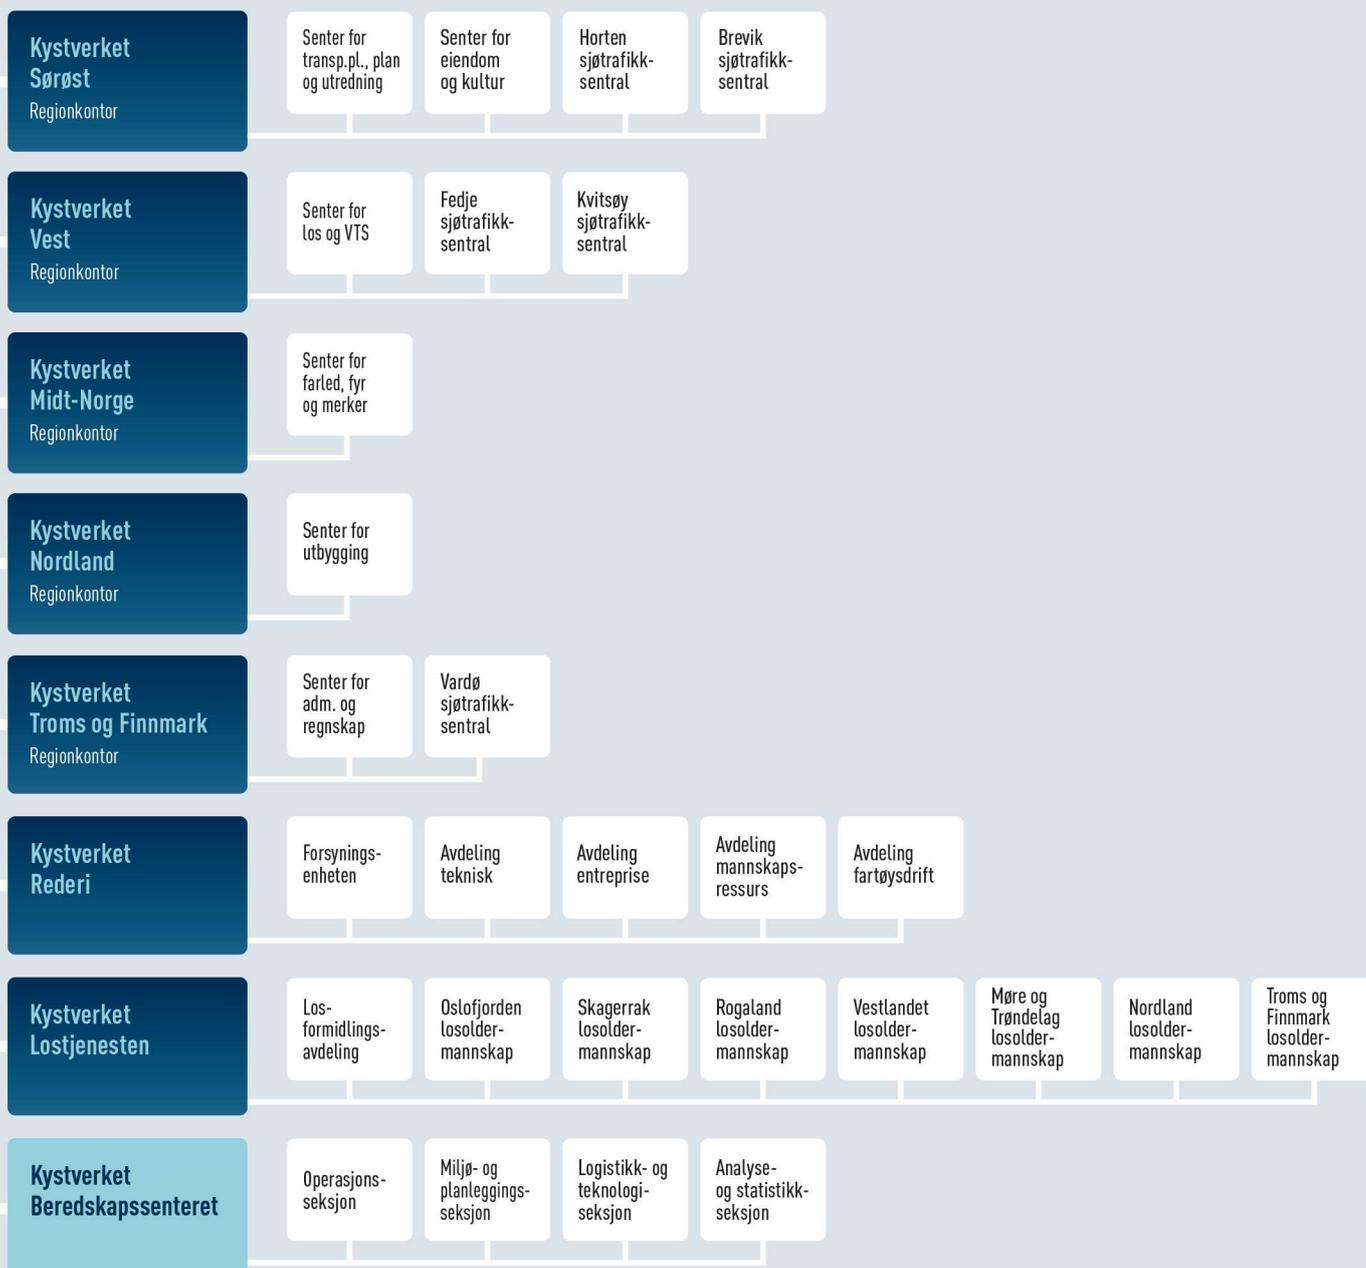 Kystverket
Sørøst
Regionkontor
Senter for
transp.pl., plan
og utredning
Senter for
eiendom
og kultur
Horten
sjøtrafikk-
sentral
Brevik
sjøtrafikk-
sentral
Kystverket
Vest
Regionkontor
Senter for
los og VTS
Fedje
sjøtrafikk-
sentral
Kvitsøy
sjøtrafikk-
sentral
Kystverket
Midt-Norge
Regionkontor
Senter for
farled, fyr
og merker
Kystverket
Nordland
Regionkontor
Senter for
utbygging
Kystverket
Troms og Finnmark
Regionkontor
Senter for
adm. og
regnskap
Vardø
sjøtrafikk-
sentral
Kystverket
Rederi
Forsynings-
enheten
Avdeling
teknisk
Avdeling
entreprise
Avdeling
mannskaps-
ressurs
Avdeling
fartøysdrift
Kystverket
Lostjenesten
Los-
formidlings-
avdeling
Oslofjorden
losolder-
mannskap
Skagerrak
losolder-
mannskap
Rogaland
losolder-
mannskap
Vestlandet
losolder-
mannskap
Møre og
Trøndelag
losolder-
mannskap
Nordland
losolder-
mannskap
Troms og
Finnmark
losolder-
mannskap
Kystverket
Beredskapssenteret
Operasjons-
seksjon
Miljø- og
planleggings-
seksjon
Logistikk- og
teknologi-
seksjon
Analyse-
og statistikk-
seksjon